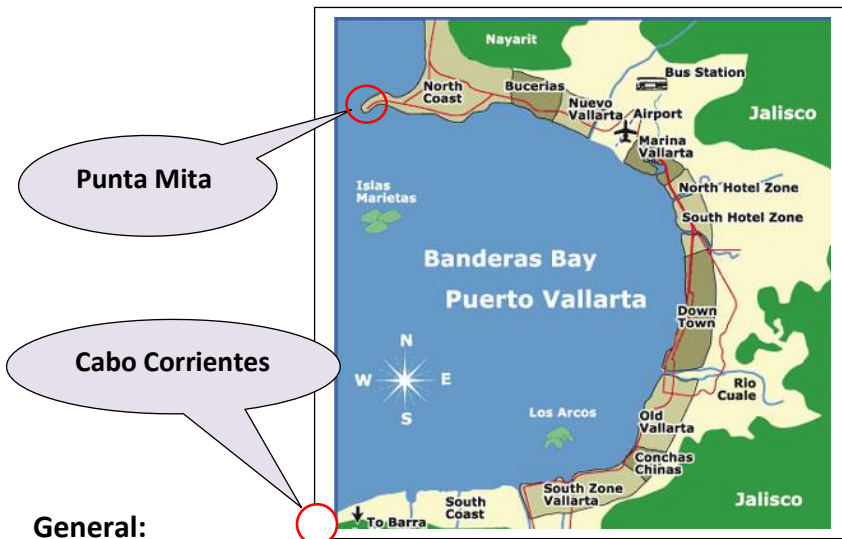 Nayarit
Bus Station
North
Coast
Bucerias
Nuevo
Vallarta
Airport
Jalisco
Marina
Vallarta
Punta Mita
Islas
Marietas
North Hotel Zone
South Hotel Zone
Banderas Bay
Puerto Vallarta
Down
Town
Cabo Corrientes
N
W E
S
Rio
Cuale
Los Arcos
Old
Vallarta
Conchas
Chinas
South Zone
Vallarta
Jalisco
South
Coast
To Barra
General: